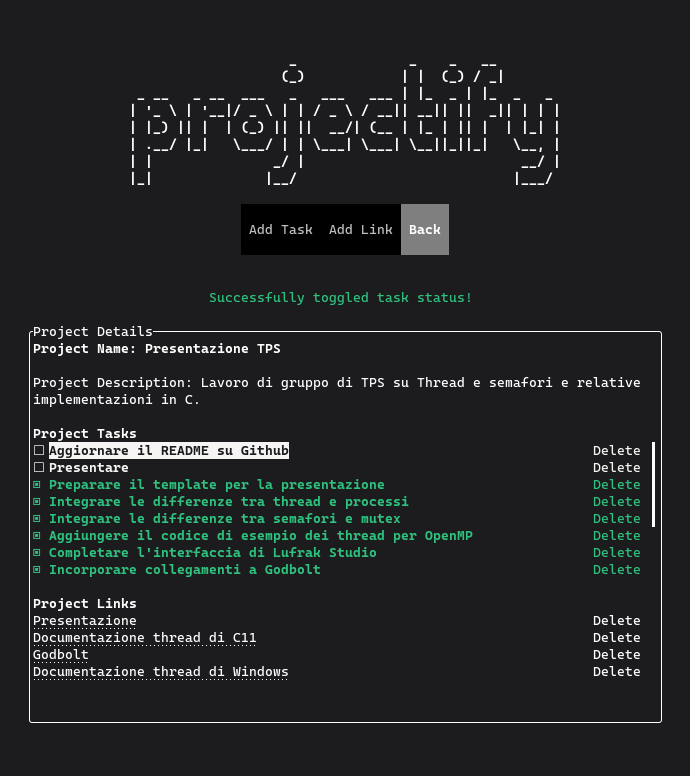 projectify
Add Task Add Link Back
Successfully toggled task status!
Project Details
Project Name: Presentazione TPS
Project Description: Lavoro di gruppo di TPS su Thread e semafori e relative
implementazioni in C.
Project Tasks
Aggiornare il README su Github Delete
Presentare Delete
Preparare il template per la presentazione Delete
Integrare le differenze tra thread e processi Delete
Integrare le differenze tra semafori e mutex Delete
Aggiungere il codice di esempio dei thread per OpenMP Delete
Completare l'interfaccia di Lufrak Studio Delete
Incorporare collegamenti a Godbolt Delete
Project Links
Presentazione Delete
Documentazione thread di C11 Delete
Godbolt Delete
Documentazione thread di Windows Delete